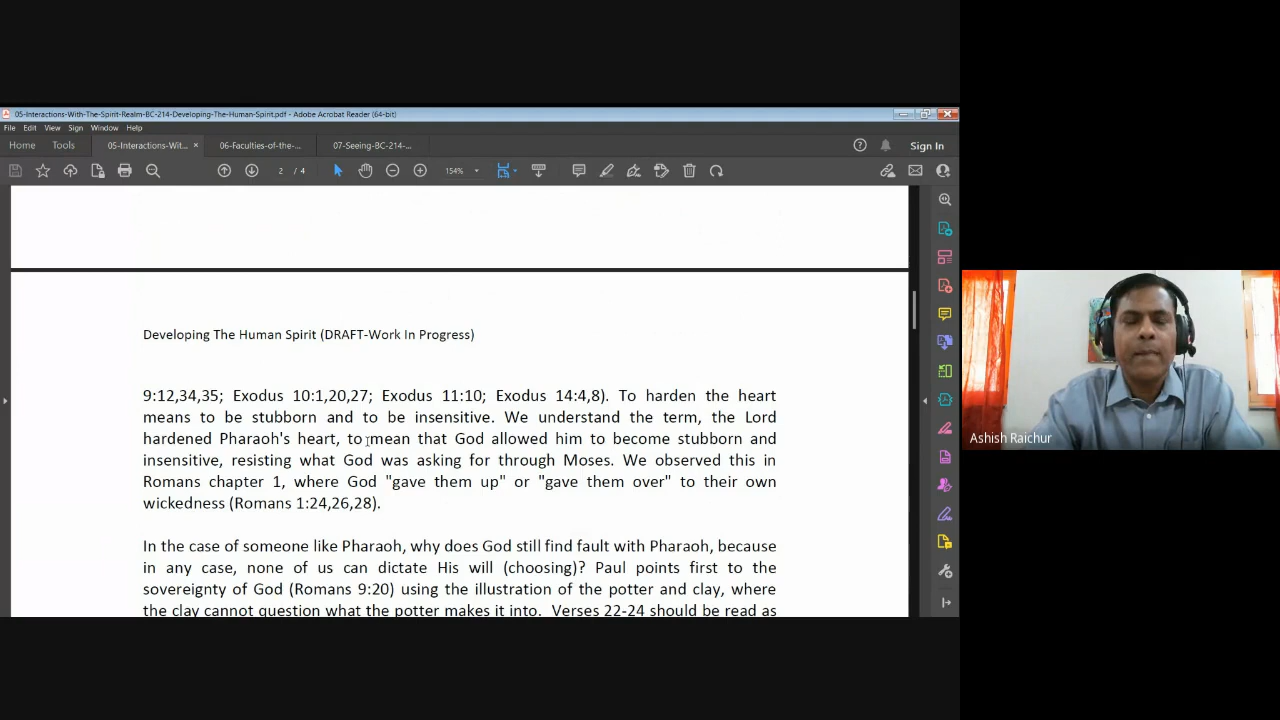 05-Interactions-With-The-Spirit-Realm-BC-214-Developing-The-Human-Spirit.pdf - Adobe Acrobat Reader (64-bit)
File Edit View Sign Window Help
Home Tools 05-Interactions-Wit... × 06-Faculties-of-the-... 07-Seeing-BC-214-... Sign In
2 / 4 154%
Developing The Human Spirit (DRAFT-Work In Progress)
9:12,34,35; Exodus 10:1,20,27; Exodus 11:10; Exodus 14:4,8). To harden the heart
means to be stubborn and to be insensitive. We understand the term, the Lord
hardened Pharaoh's heart, to mean that God allowed him to become stubborn and
insensitive, resisting what God was asking for through Moses. We observed this in
Romans chapter 1, where God "gave them up" or "gave them over" to their own
wickedness (Romans 1:24,26,28).
In the case of someone like Pharaoh, why does God still find fault with Pharaoh, because
in any case, none of us can dictate His will (choosing)? Paul points first to the
sovereignty of God (Romans 9:20) using the illustration of the potter and clay, where
the clay cannot question what the potter makes it into. Verses 22-24 should be read as
Ashish Raichur